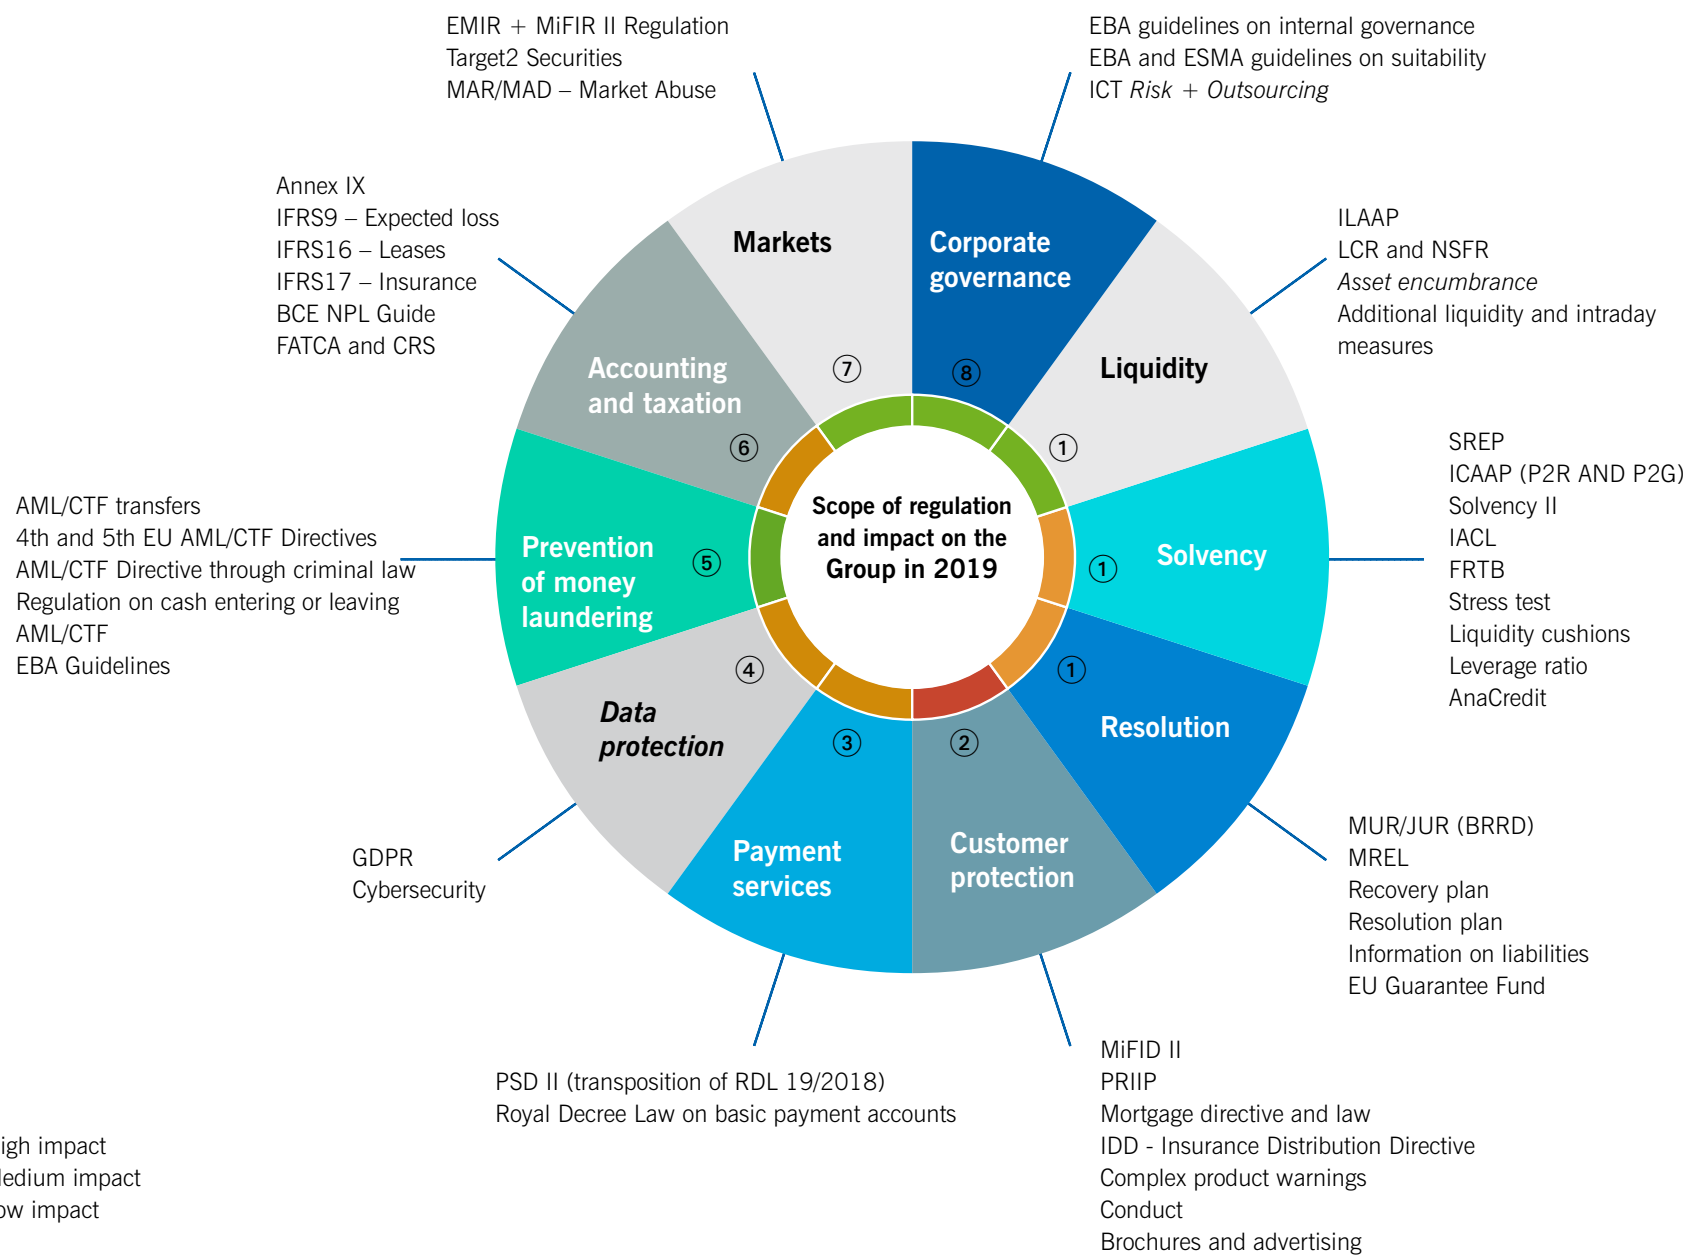 EMIR + MiFIR II Regulation
Target2 Securities
MAR/MAD – Market Abuse
EBA guidelines on internal governance
EBA and ESMA guidelines on suitability
ICT Risk + Outsourcing
Annex IX
IFRS9 – Expected loss
IFRS16 – Leases
IFRS17 – Insurance
BCE NPL Guide
FATCA and CRS
ILAAP
LCR and NSFR
Asset encumbrance
Additional liquidity and intraday
measures
Markets
7
Corporate
governance
8
Accounting
and taxation
6
Liquidity
1
SREP
ICAAP (P2R AND P2G)
Solvency II
IACL
FRTB
Stress test
Liquidity cushions
Leverage ratio
AnaCredit
AML/CTF transfers
4th and 5th EU AML/CTF Directives
AML/CTF Directive through criminal law
Regulation on cash entering or leaving
AML/CTF
EBA Guidelines
Prevention
of money
laundering
5
Scope of regulation
and impact on the
Group in 2019
1
Solvency
4
Data
protection
1
Resolution
3
Payment
services
2
Customer
protection
GDPR
Cybersecurity
MUR/JUR (BRRD)
MREL
Recovery plan
Resolution plan
Information on liabilities
EU Guarantee Fund
PSD II (transposition of RDL 19/2018)
Royal Decree Law on basic payment accounts
MiFID II
PRIIP
Mortgage directive and law
IDD - Insurance Distribution Directive
Complex product warnings
Conduct
Brochures and advertising
igh impact
edium impact
ow impact